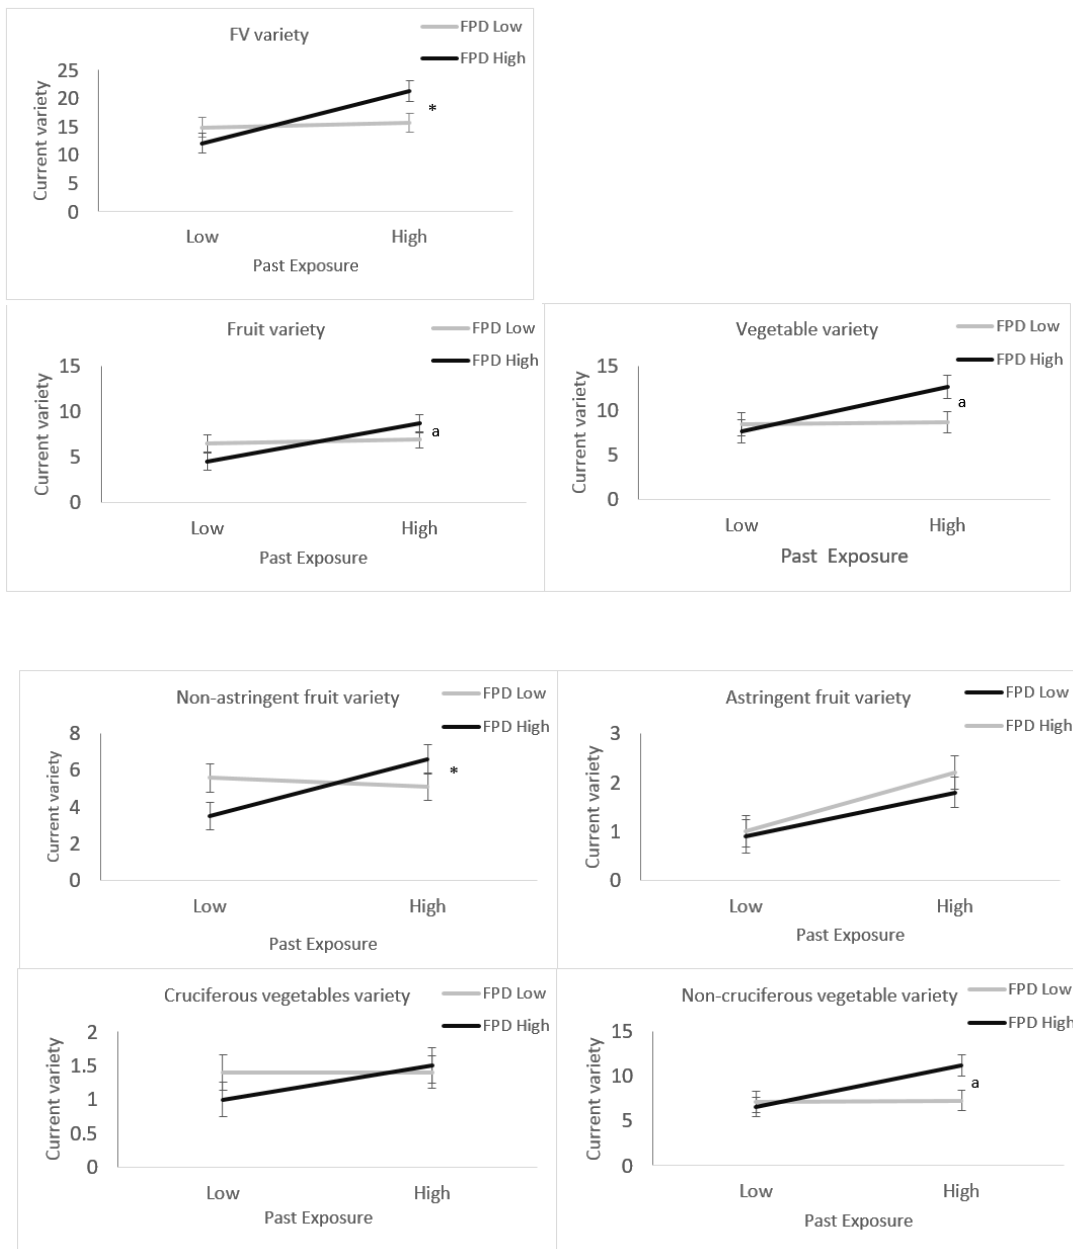 FV variety
FPD Low
FPD High
Current variety
25
20
15
10
5
0
*
Low
High
Past Exposure
Fruit variety
FPD Low
FPD High
Current variety
15
10
5
0
a
Low
High
Past Exposure
Vegetable variety
FPD Low
FPD High
Current variety
15
10
5
0
a
Low
High
Past Exposure
Non-astringent fruit variety
FPD Low
FPD High
Current variety
8
6
4
2
0
*
Low
High
Past Exposure
Astringent fruit variety
FPD Low
FPD High
Current variety
3
2
1
0
Low
High
Past Exposure
Cruciferous vegetables variety
FPD Low
FPD High
Current variety
2
1.5
1
0.5
0
Low
High
Past Exposure
Non-cruciferous vegetable variety
FPD Low
FPD High
Current variety
15
10
5
0
a
Low
High
Past Exposure